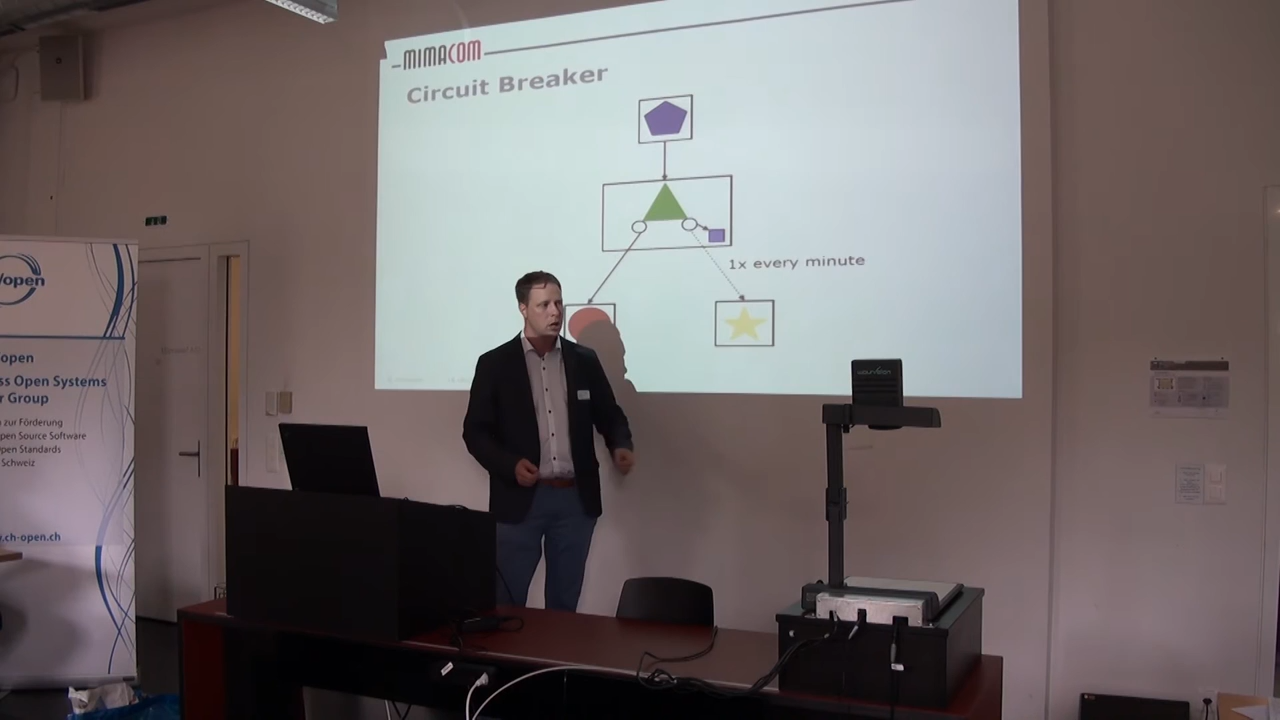 MIMACOM
Circuit Breaker
1x every minute
/open
open
ss Open Systems
r Group
zur Förderung
pen Source Software
pen Standards
Schweiz
.ch-open.ch